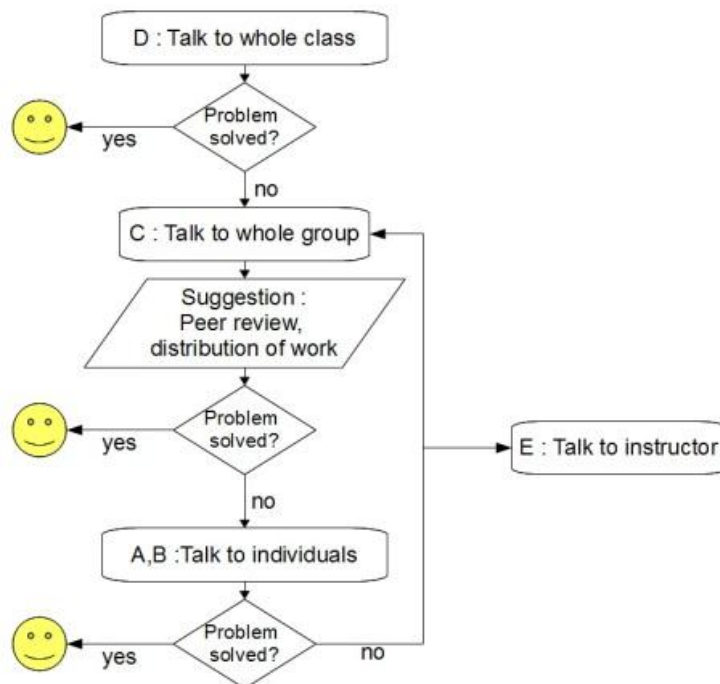 D : Talk to whole class
Problem
solved?
yes
no
C : Talk to whole group
Suggestion :
Peer review,
distribution of work
Problem
solved?
yes
E : Talk to instructor
no
A,B :Talk to individuals
Problem
solved?
yes
no